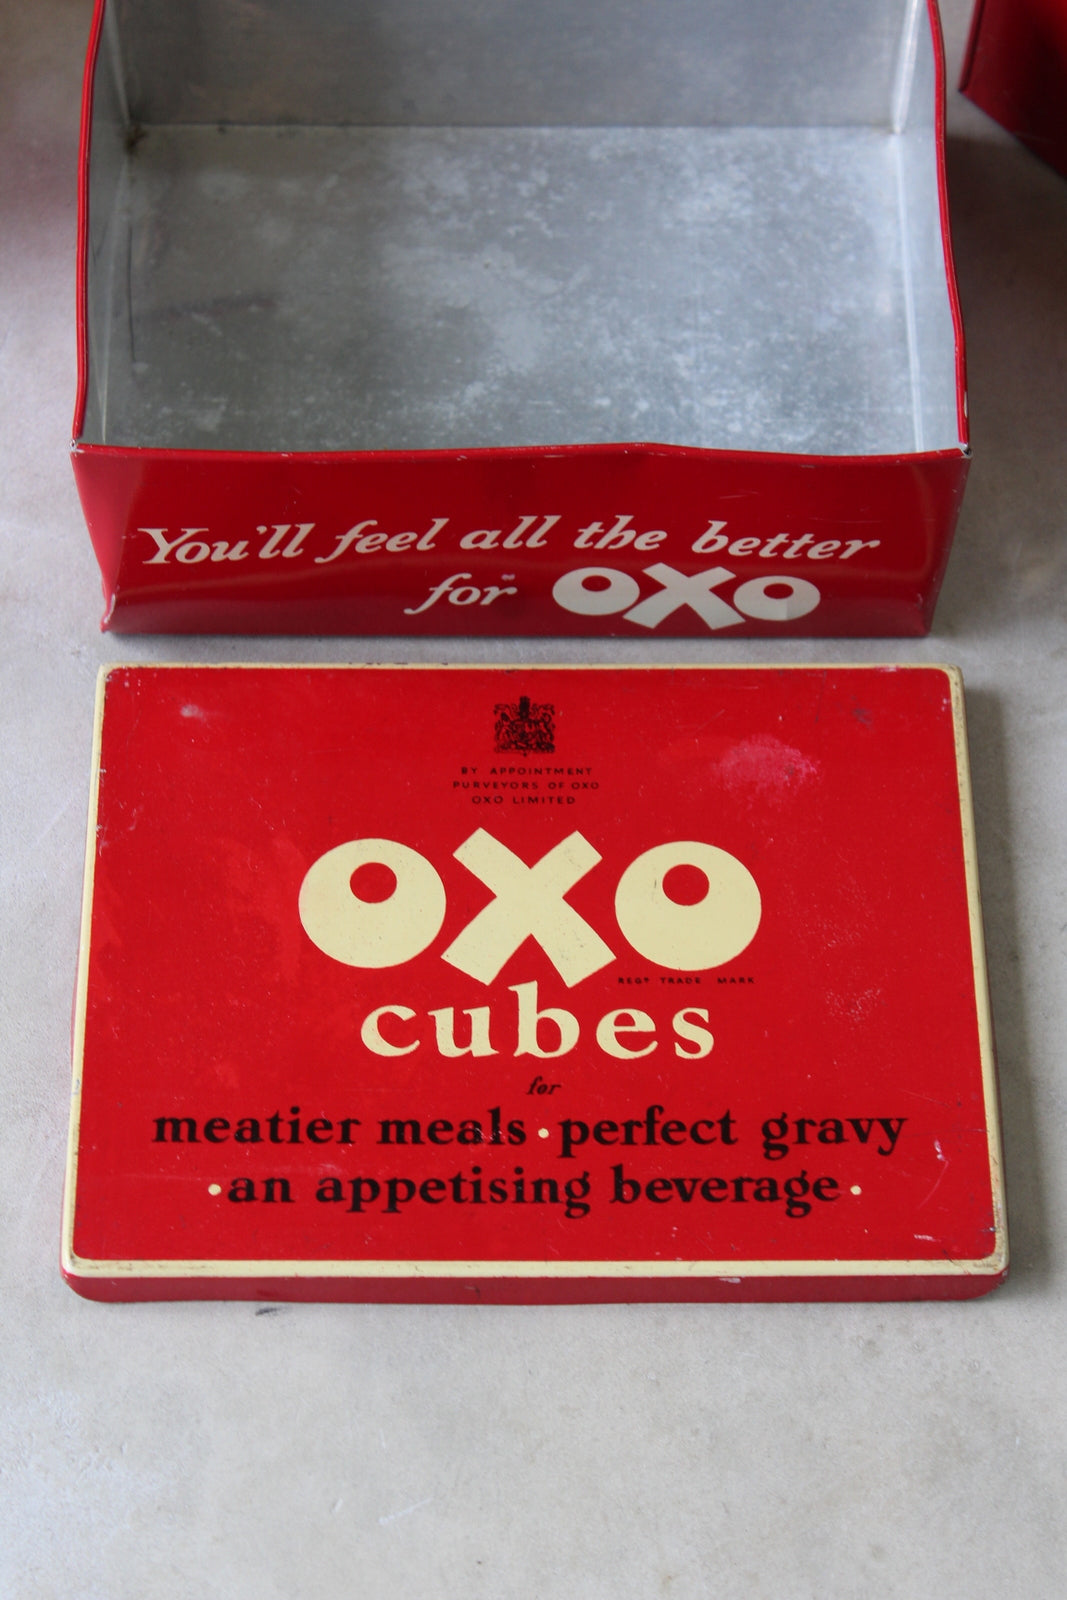 You'll feel all the better
for OXO
BY APPOINTMENT
PURVEYORS OF OXO
OXO LIMITED
OXO
REGD TRADE MARK
cubes
for
meatier meals · perfect gravy
· an appetising beverage ·